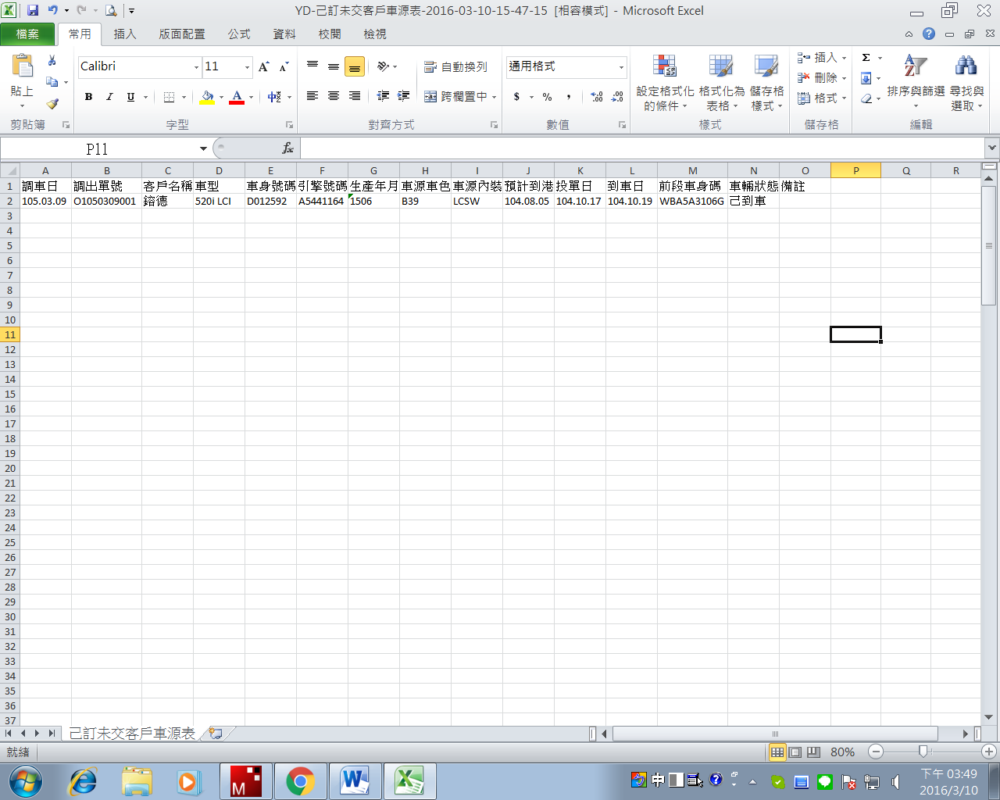 YD-己訂未交客戶車源表-2016-03-10-15-47-15 [相容模式] - Microsoft Excel
檔案 常用 插入 版面配置 公式 資料 校閱 檢視
貼上
剪貼簿
Calibri 11
B I U A 中
字型
自動換列
跨欄置中
對齊方式
通用格式
$ % ,
數值
設定格式化的條件
格式化為表格
儲存格樣式
樣式
插入
刪除
格式
儲存格
Σ
排序與篩選
尋找與選取
編輯
P11 fx
A B C D E F G H I J K L M N O P Q R
1 調車日 調出單號 客戶名稱 車型 車身號碼 引擎號碼 生產年月 車源車色 車源內裝 預計到港 投單日 到車日 前段車身碼 車輛狀態 備註
2 105.03.09 O1050309001 鎔德 520i LCI D012592 A5441164 1506 B39 LCSW 104.08.05 104.10.17 104.10.19 WBA5A3106G 己到車
3
4
5
6
7
8
9
10
11
12
13
14
15
16
17
18
19
20
21
22
23
24
25
26
27
28
29
30
31
32
33
34
35
36
37
己訂未交客戶車源表
就緒 80%
M W 中
下午 03:49
2016/3/10